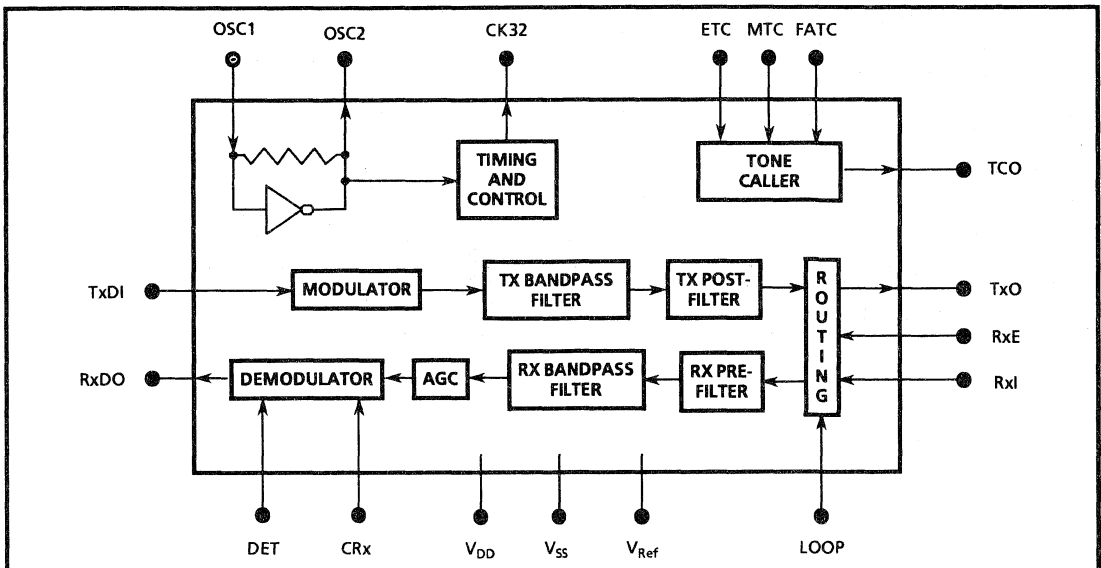 OSC1 OSC2 CK32 ETC MTC FATC
TIMING
AND
CONTROL
TONE
CALLER
TCO
TxDI
MODULATOR
TX BANDPASS
FILTER
TX POST-
FILTER
ROUTING
TxO
RxE
RxDO
DEMODULATOR
AGC
RX BANDPASS
FILTER
RX PRE-
FILTER
RxI
DET CRx VDD VSS VRef LOOP